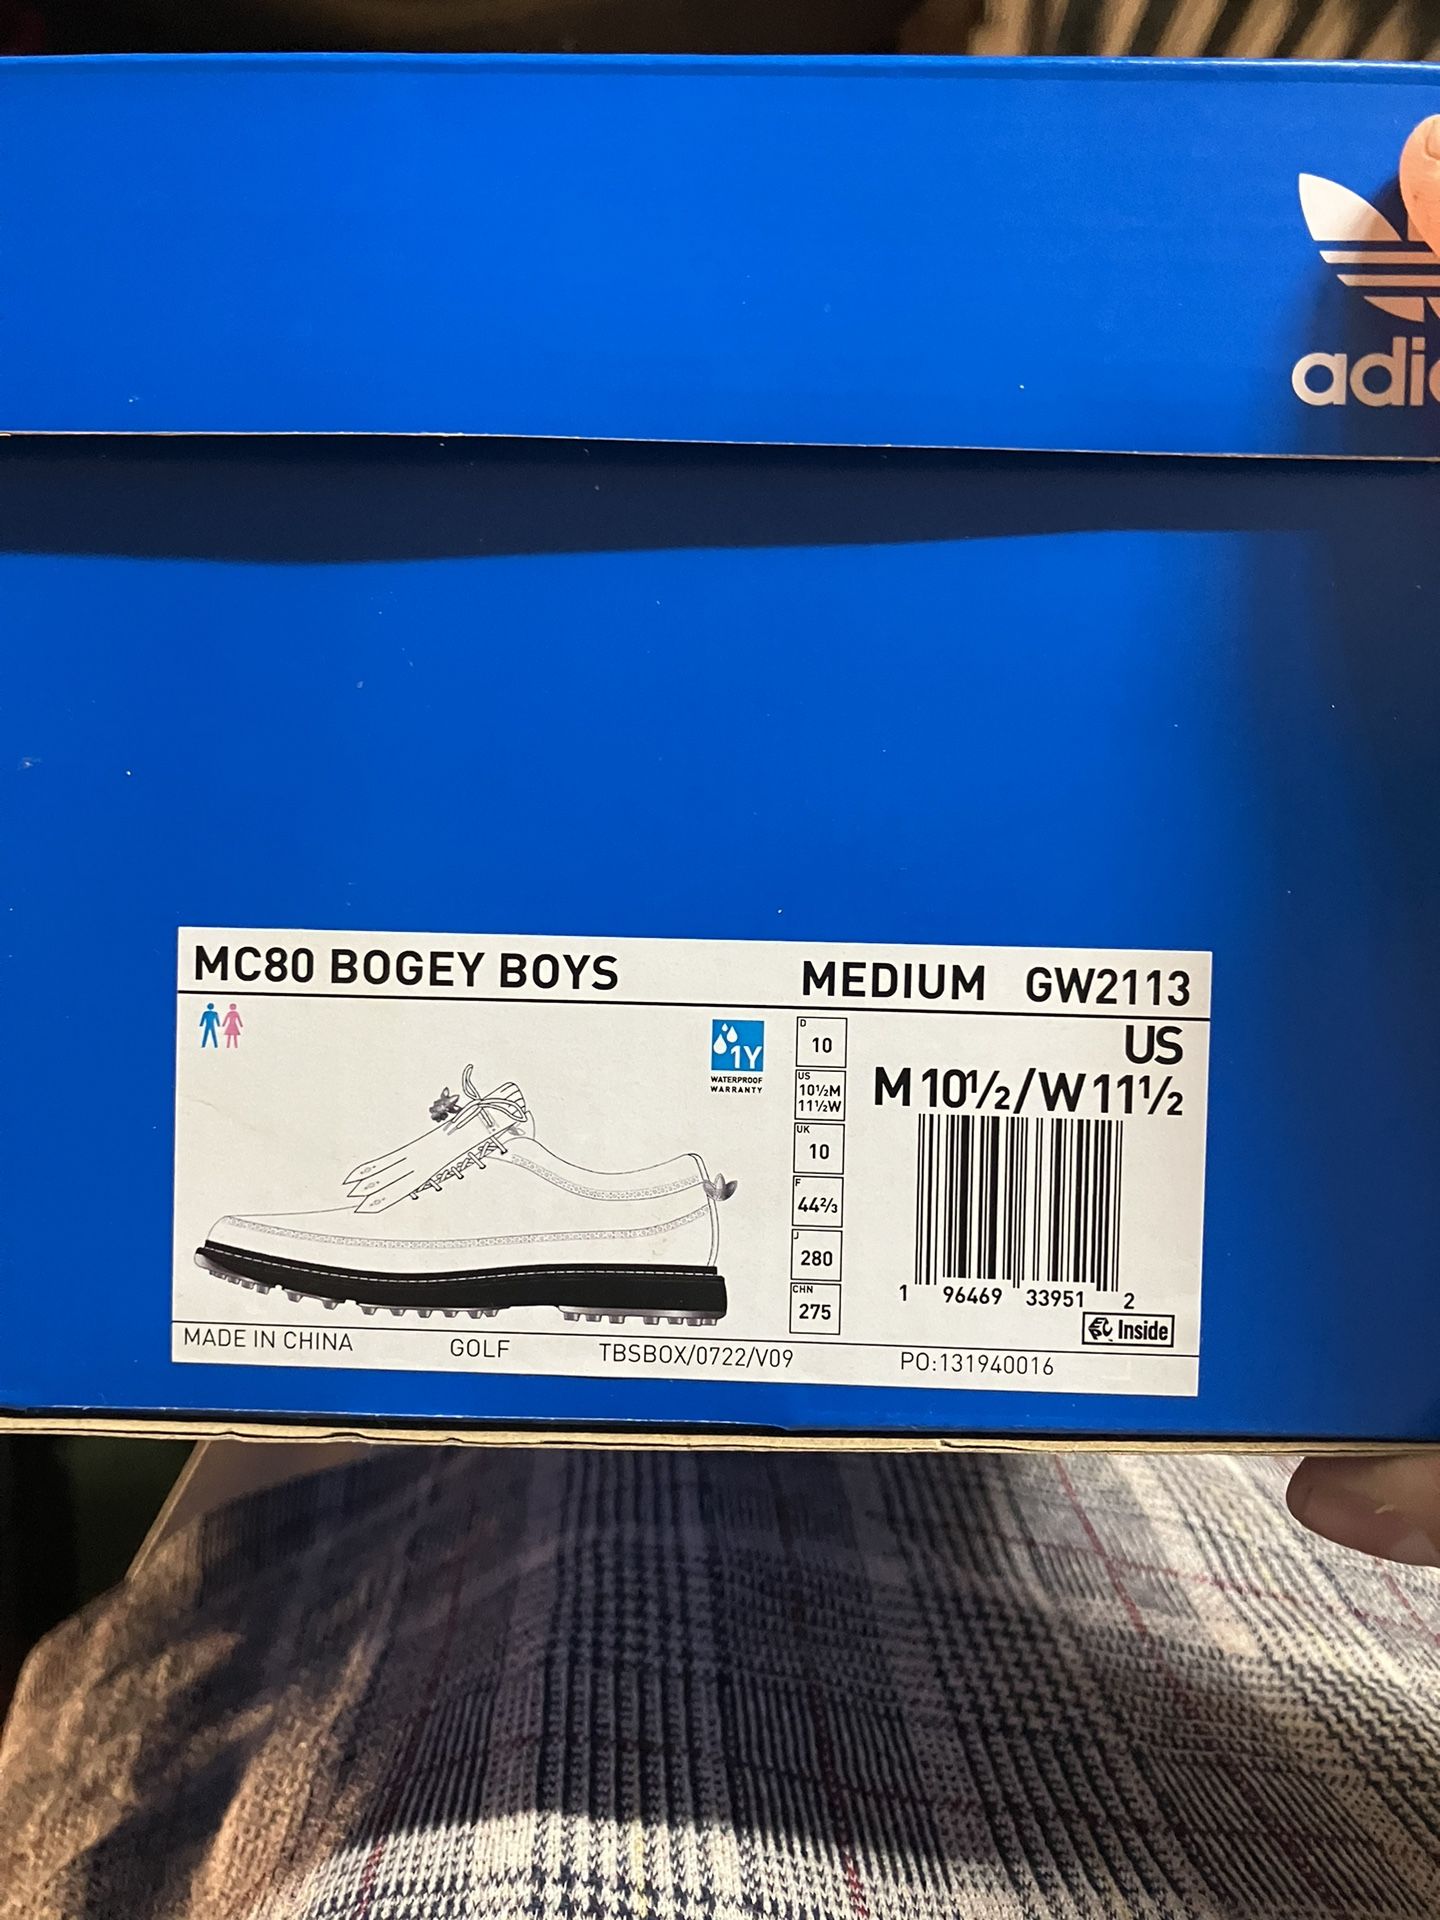 adi
MC80 BOGEY BOYS MEDIUM GW2113
1Y
WATERPROOF
WARRANTY
D
10
US
10½M
11½W
UK
10
F
44⅔
J
280
CHN
275
US
M 10½/W 11½
1 96469 33951 2
Inside
MADE IN CHINA GOLF TBSBOX/0722/V09 PO:131940016